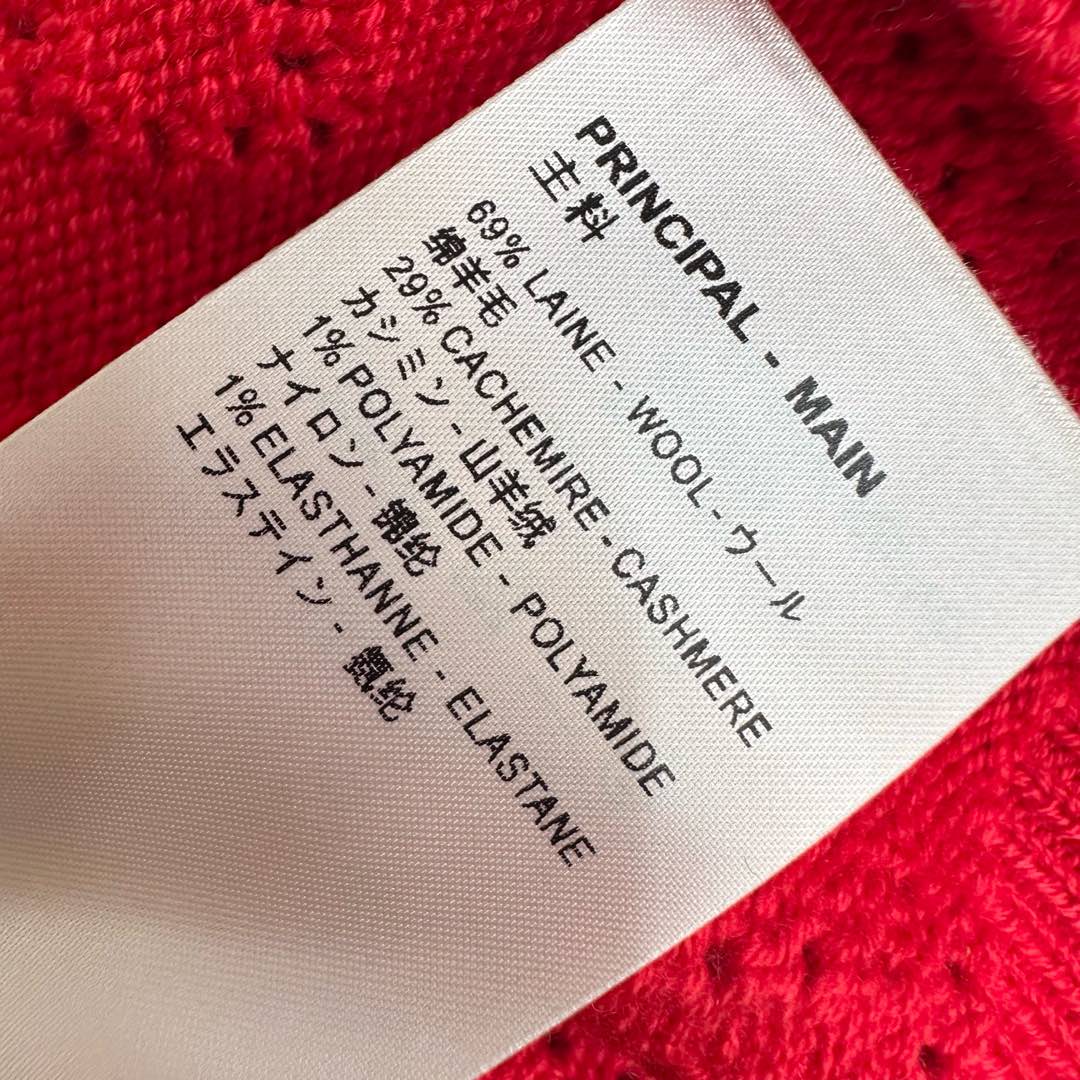 PRINCIPAL - MAIN
主料
69% LAINE - WOOL - ウール
绵羊毛
29% CACHEMIRE - CASHMERE
カシミン - 山羊绒
1% POLYAMIDE - POLYAMIDE
ナイロン - 锦纶
1% ELASTHANNE - ELASTANE
エラスティン - 氨纶